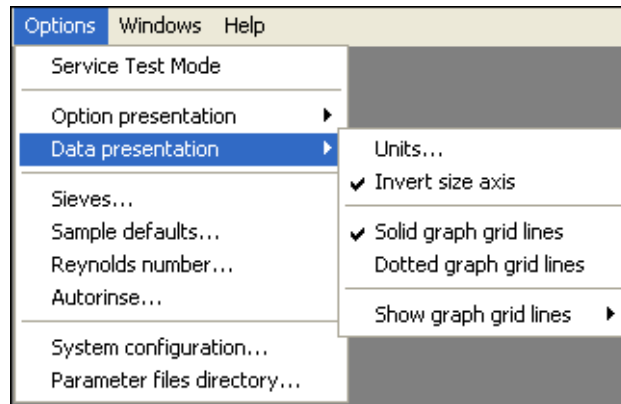 Options Windows Help
Service Test Mode
Option presentation
Data presentation
Sieves...
Sample defaults...
Reynolds number...
Autorinse...
System configuration...
Parameter files directory...
Units...
Invert size axis
Solid graph grid lines
Dotted graph grid lines
Show graph grid lines